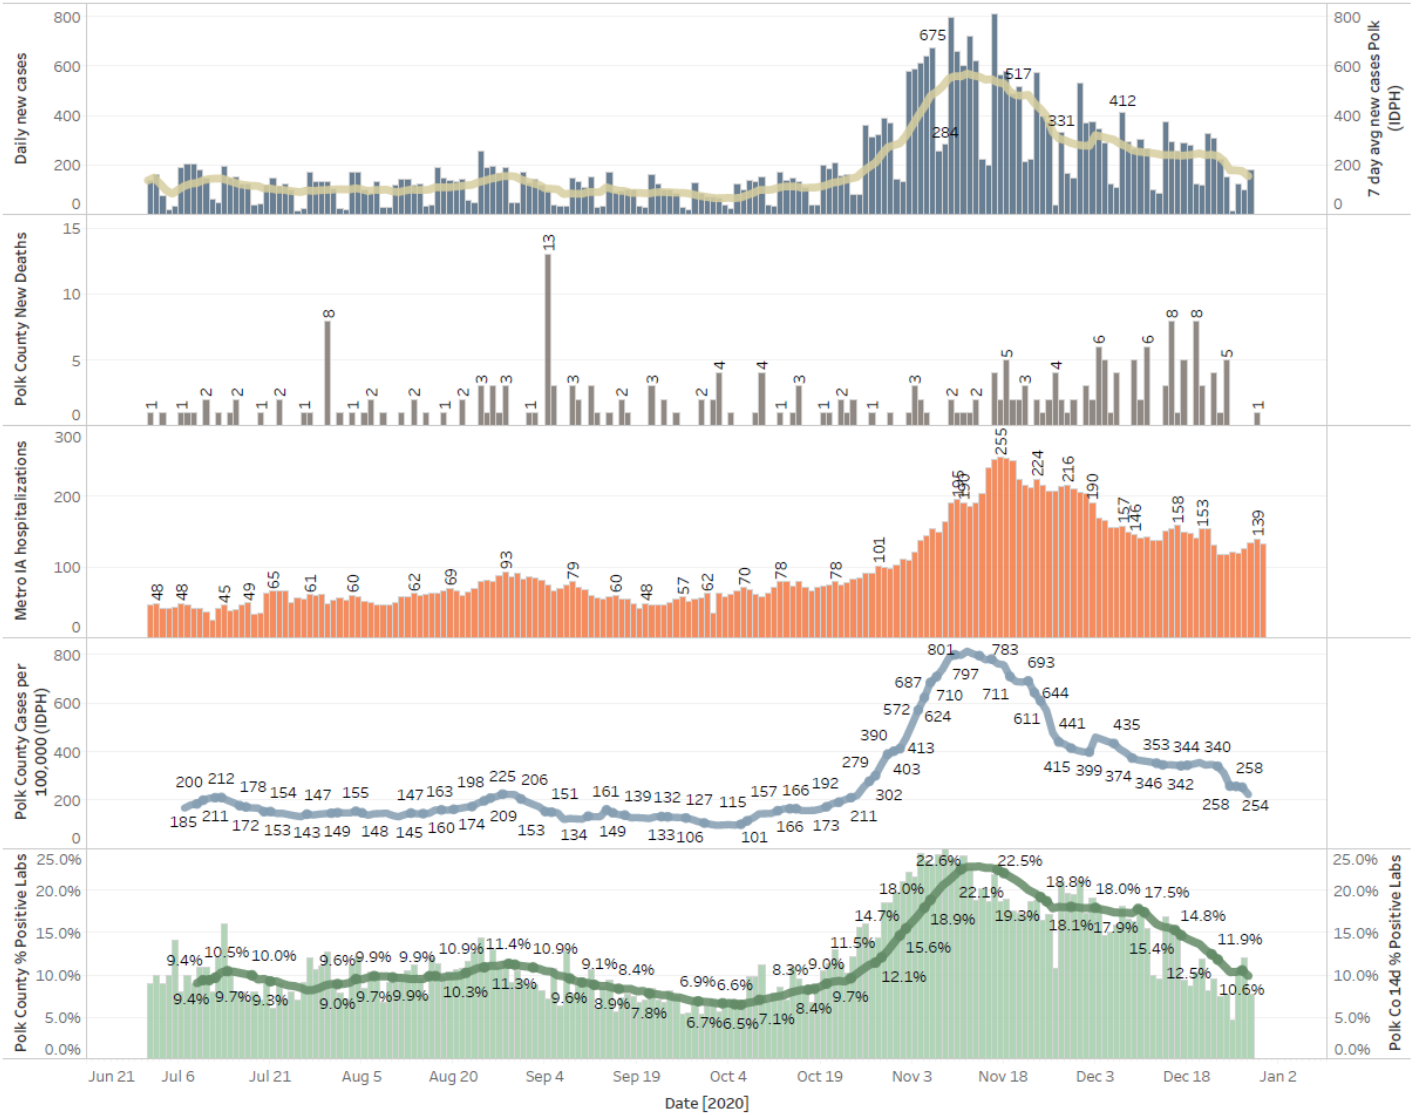 Daily new cases
800
600
400
200
0
675
284
517
331
412
800
600
400
200
0
7 day avg new cases Polk
(IDPH)
Polk County New Deaths
15
10
5
0
1 1 2 2 1 2 1 8 1 2 2 1 2 3 3 1 13 3 2 3 2 4 4 1 3 1 2 1 3 2 2 5 3 4 6 6 8 8 5 1
Metro IA hospitalizations
300
200
100
0
48 48 45 49 65 61 60 62 69 93 79 60 48 57 62 70 78 78 101 195 190 255 224 216 190 157 146 158 153 139
Polk County Cases per
100,000 (IDPH)
800
600
400
200
0
801 783
797 693
687 710 711 644
572 624 611
390 413 441 435
279 403 415 399 374 353 344 340
302 346 342 258
200 212 178 154 147 155 147 163 198 225 206 151 161 139 132 127 115 157 166 192 211 258 254
185 211 172 153 143 149 148 145 160 174 209 153 134 149 133 106 101 166 173
Polk County % Positive Labs
25.0%
20.0%
15.0%
10.0%
5.0%
0.0%
22.6% 22.5%
18.0% 22.1% 18.8% 18.0% 17.5%
14.7% 18.9% 19.3% 18.1% 17.9% 14.8%
11.5% 15.6% 15.4% 11.9%
9.4% 10.5% 10.0% 9.6% 9.9% 9.9% 10.9% 11.4% 10.9% 9.1% 8.4% 6.9% 6.6% 8.3% 9.0% 12.1% 12.5%
9.4% 9.7% 9.3% 9.0% 9.7% 9.9% 10.3% 11.3% 9.6% 8.9% 7.8% 6.7% 6.5% 7.1% 8.4% 9.7% 10.6%
25.0%
20.0%
15.0%
10.0%
5.0%
0.0%
Polk Co 14d % Positive Labs
Jun 21 Jul 6 Jul 21 Aug 5 Aug 20 Sep 4 Sep 19 Oct 4 Oct 19 Nov 3 Nov 18 Dec 3 Dec 18 Jan 2
Date [2020]